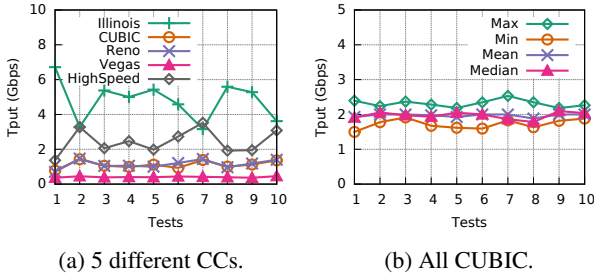 Tput (Gbps)
10
8
6
4
2
0
1 2 3 4 5 6 7 8 9 10
Tests
Illinois
CUBIC
Reno
Vegas
HighSpeed
(a) 5 different CCs.
Tput (Gbps)
5
4
3
2
1
0
1 2 3 4 5 6 7 8 9 10
Tests
Max
Min
Mean
Median
(b) All CUBIC.